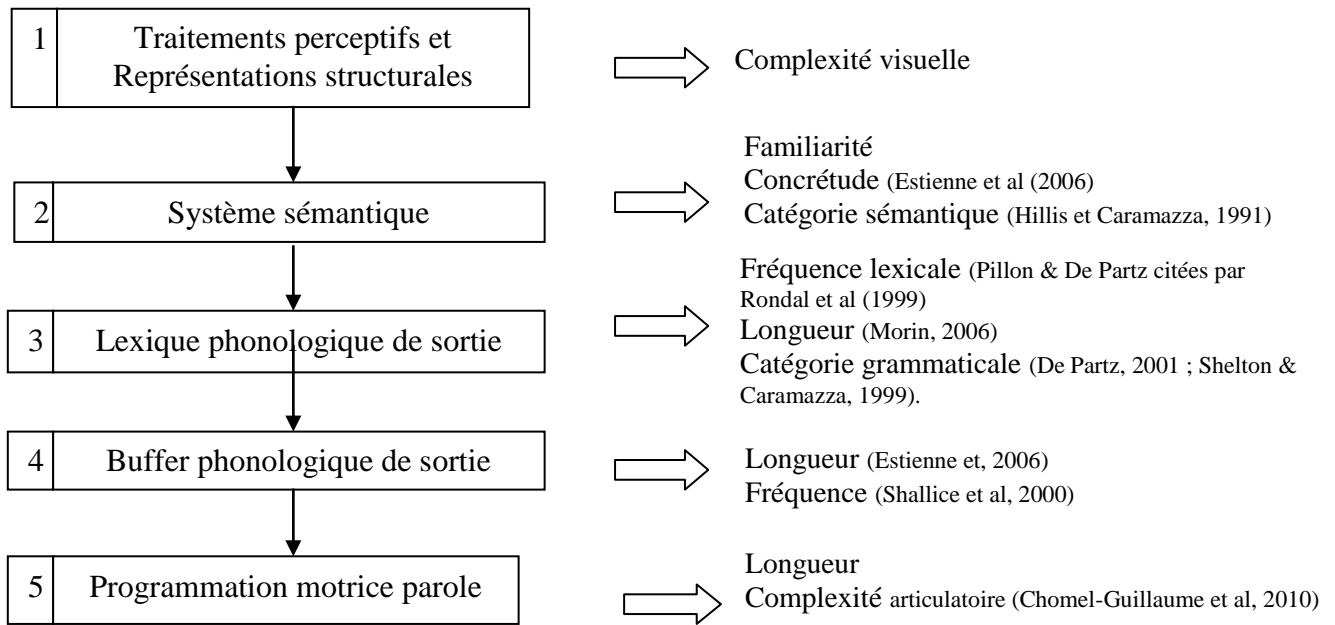 1
Traitements perceptifs et
Représentations structurales
Complexité visuelle
2
Système sémantique
Familiarité
Concrétude (Estienne et al (2006)
Catégorie sémantique (Hillis et Caramazza, 1991)
3
Lexique phonologique de sortie
Fréquence lexicale (Pillon & De Partz citées par
Rondal et al (1999)
Longueur (Morin, 2006)
Catégorie grammaticale (De Partz, 2001 ; Shelton &
Caramazza, 1999).
4
Buffer phonologique de sortie
Longueur (Estienne et, 2006)
Fréquence (Shallice et al, 2000)
5
Programmation motrice parole
Longueur
Complexité articulatoire (Chomel-Guillaume et al, 2010)